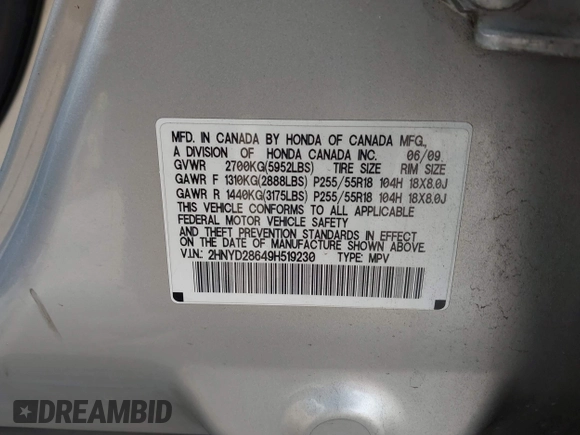 MFD. IN CANADA BY HONDA OF CANADA MFG.,
A DIVISION OF HONDA CANADA INC. 06/09
GVWR 2700KG(5952LBS) TIRE SIZE RIM SIZE
GAWR F 1310KG(2888LBS) P255/55R18 104H 18X8.0J
GAWR R 1440KG(3175LBS) P255/55R18 104H 18X8.0J
THIS VEHICLE CONFORMS TO ALL APPLICABLE
FEDERAL MOTOR VEHICLE SAFETY
AND THEFT PREVENTION STANDARDS IN EFFECT
ON THE DATE OF MANUFACTURE SHOWN ABOVE.
V.I.N.: 2HNYD28649H519230 TYPE: MPV
DREAMBID